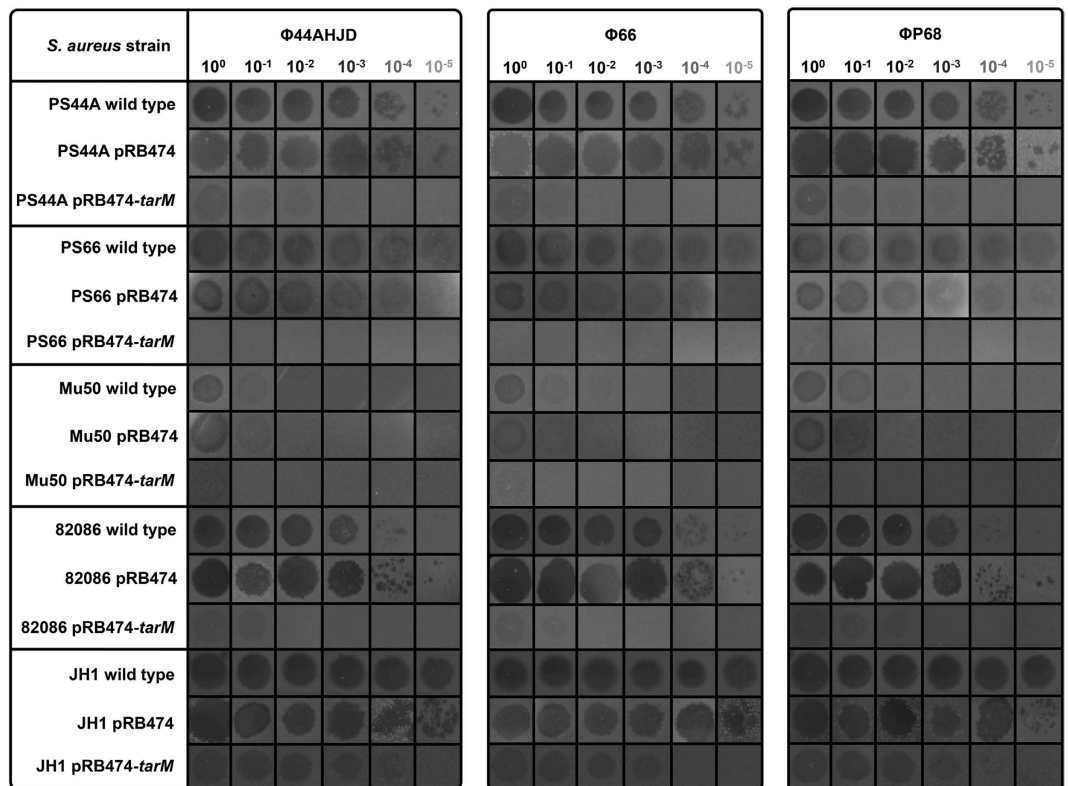 S. aureus strain
Φ44AHJD
10⁰ 10⁻¹ 10⁻² 10⁻³ 10⁻⁴ 10⁻⁵
Φ66
10⁰ 10⁻¹ 10⁻² 10⁻³ 10⁻⁴ 10⁻⁵
ΦP68
10⁰ 10⁻¹ 10⁻² 10⁻³ 10⁻⁴ 10⁻⁵
PS44A wild type
PS44A pRB474
PS44A pRB474-tarM
PS66 wild type
PS66 pRB474
PS66 pRB474-tarM
Mu50 wild type
Mu50 pRB474
Mu50 pRB474-tarM
82086 wild type
82086 pRB474
82086 pRB474-tarM
JH1 wild type
JH1 pRB474
JH1 pRB474-tarM